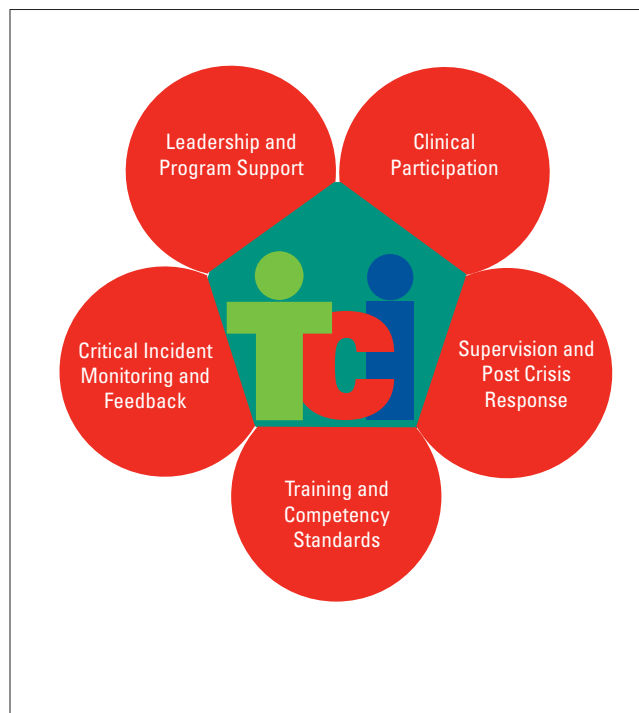 Leadership and
Program Support
Clinical
Participation
TCi
Critical Incident
Monitoring and
Feedback
Supervision and
Post Crisis
Response
Training and
Competency
Standards